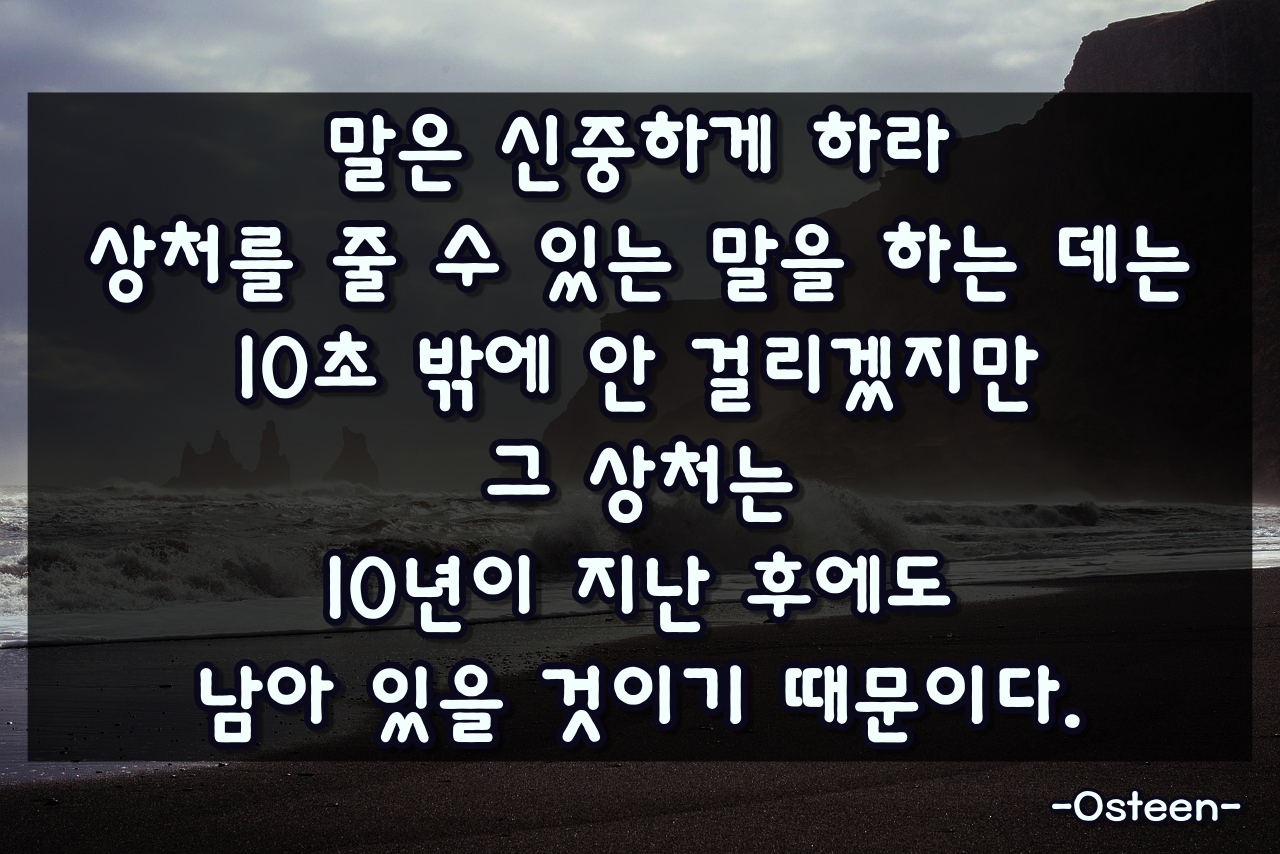 말은 신중하게 하라
상처를 줄 수 있는 말을 하는 데는
10초 밖에 안 걸리겠지만
그 상처는
10년이 지난 후에도
남아 있을 것이기 때문이다.
-Osteen-